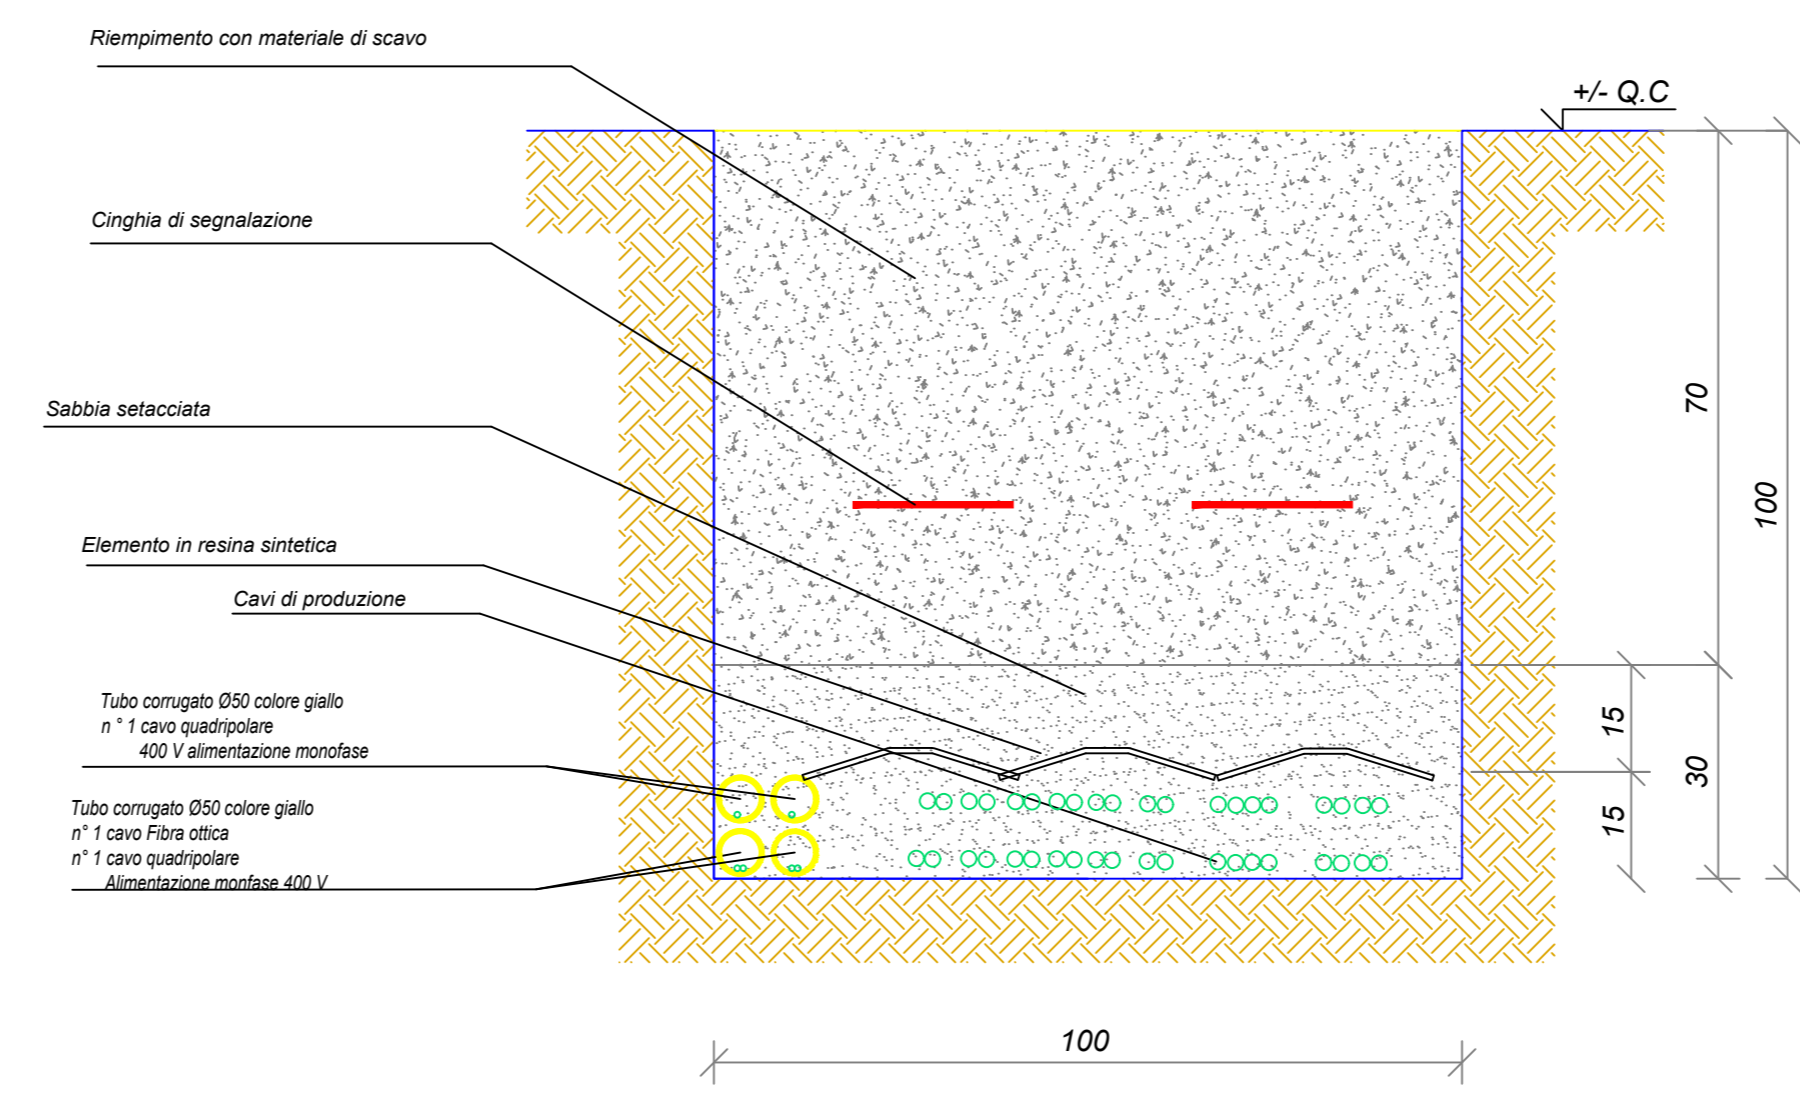 Riempimento con materiale di scavo
+/- Q.C
Cinghia di segnalazione
70
Sabbia setacciata
100
Elemento in resina sintetica
Cavi di produzione
Tubo corrugato Ø50 colore giallo
n ° 1 cavo quadripolare
400 V alimentazione monofase
15
30
15
Tubo corrugato Ø50 colore giallo
n° 1 cavo Fibra ottica
n° 1 cavo quadripolare
Alimentazione monfase 400 V
100